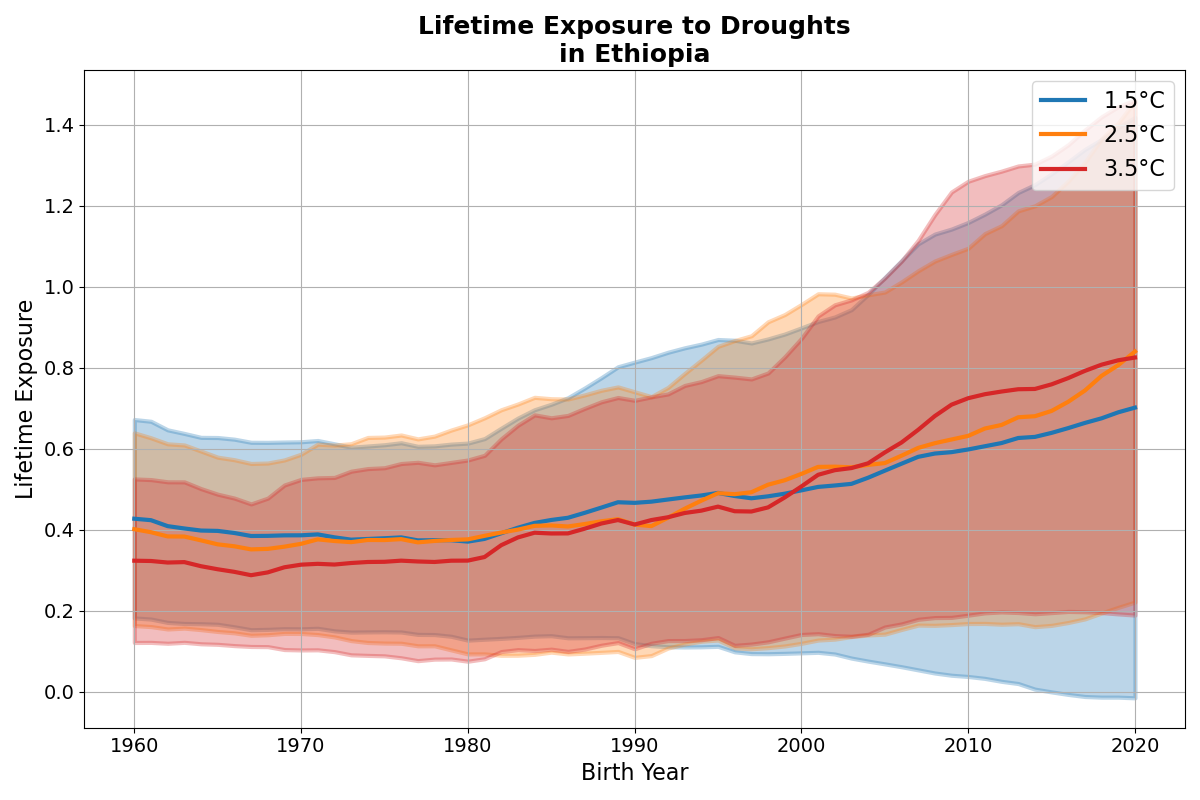 Lifetime Exposure to Droughts
in Ethiopia
1.5°C
2.5°C
3.5°C
Lifetime Exposure
1.4
1.2
1.0
0.8
0.6
0.4
0.2
0.0
1960 1970 1980 1990 2000 2010 2020
Birth Year